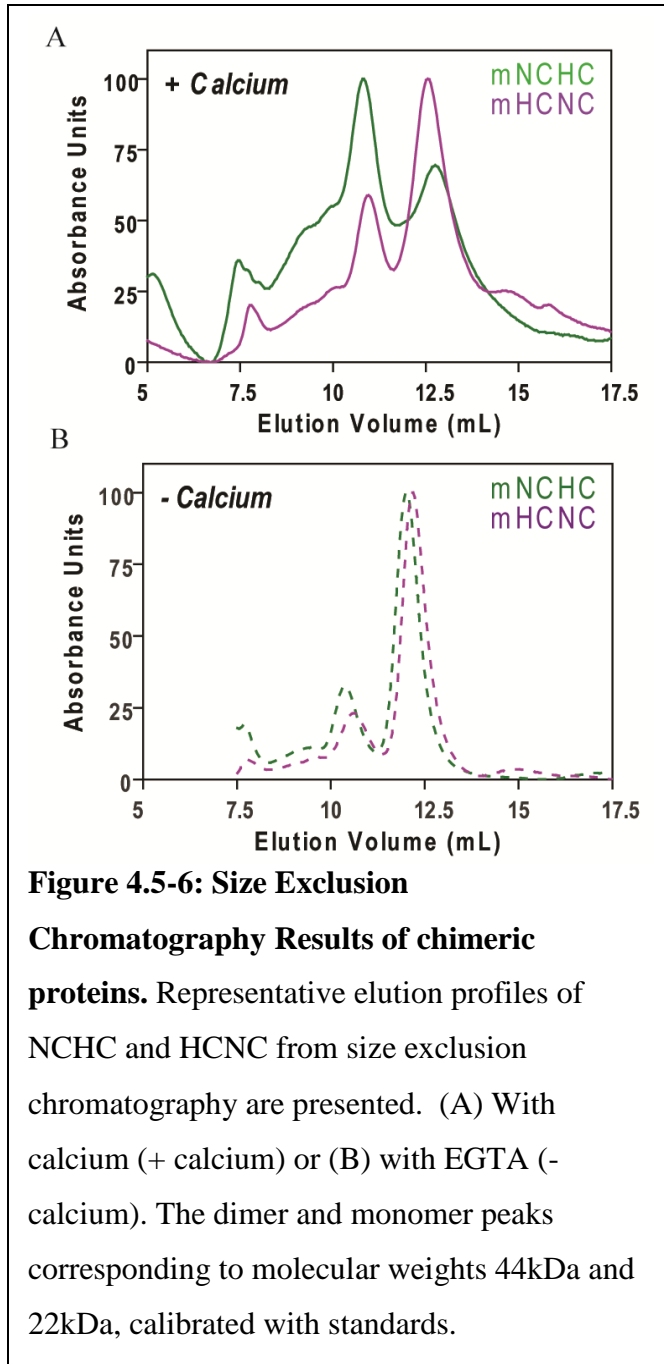 A
+ Calcium
mNCHC
mHCNC
Absorbance Units
100
75
50
25
0
5 7.5 10 12.5 15 17.5
Elution Volume (mL)
B
- Calcium
mNCHC
mHCNC
Absorbance Units
100
75
50
25
0
5 7.5 10 12.5 15 17.5
Elution Volume (mL)
Figure 4.5-6: Size Exclusion
Chromatography Results of chimeric
proteins. Representative elution profiles of
NCHC and HCNC from size exclusion
chromatography are presented. (A) With
calcium (+ calcium) or (B) with EGTA (-
calcium). The dimer and monomer peaks
corresponding to molecular weights 44kDa and
22kDa, calibrated with standards.